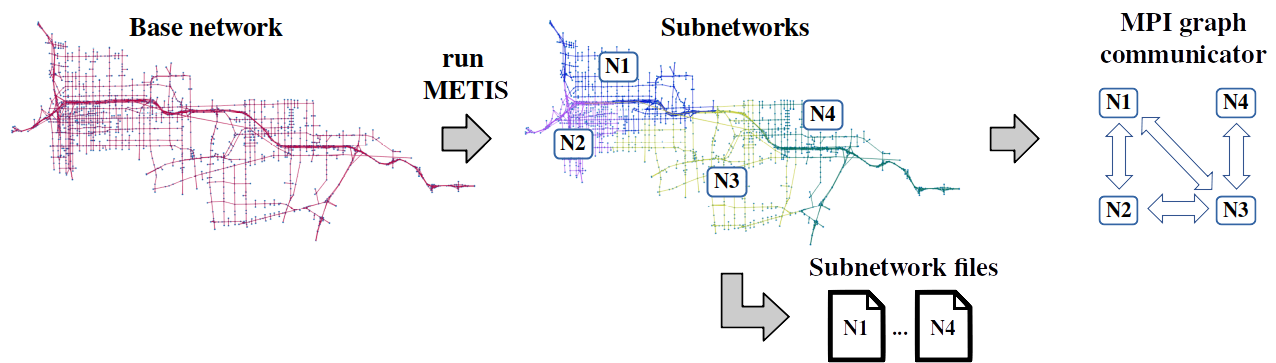 Base network
run
METIS
Subnetworks
N1
N2
N3
N4
MPI graph
communicator
N1
N4
N2
N3
Subnetwork files
N1 ... N4